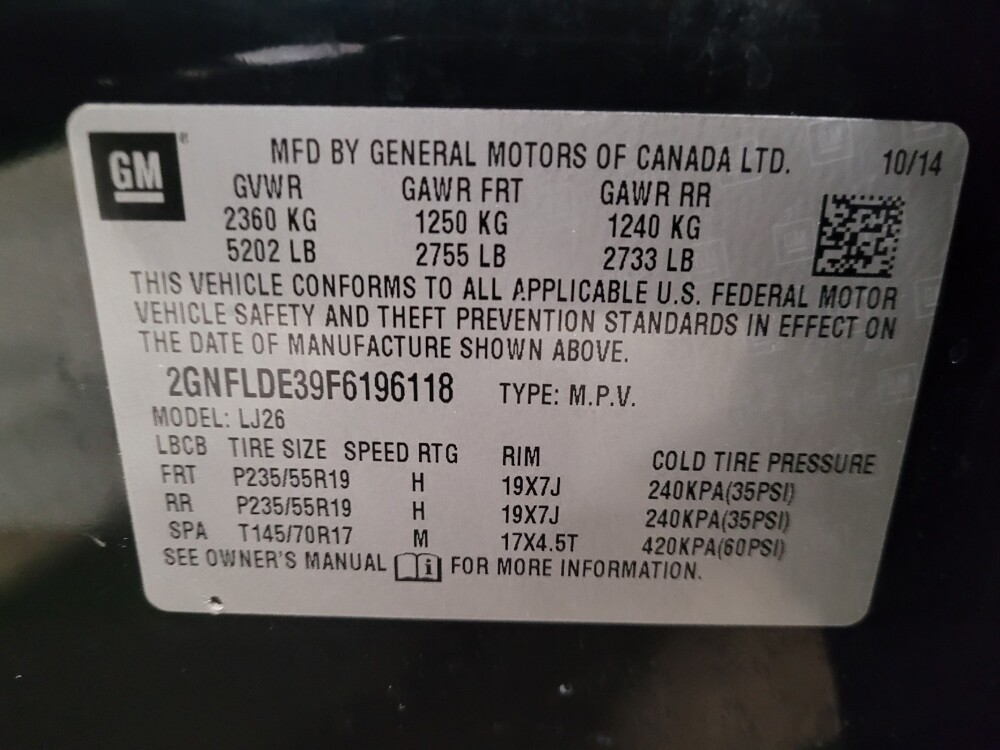 GM
MFD BY GENERAL MOTORS OF CANADA LTD. 10/14
GVWR GAWR FRT GAWR RR
2360 KG 1250 KG 1240 KG
5202 LB 2755 LB 2733 LB
THIS VEHICLE CONFORMS TO ALL APPLICABLE U.S. FEDERAL MOTOR
VEHICLE SAFETY AND THEFT PREVENTION STANDARDS IN EFFECT ON
THE DATE OF MANUFACTURE SHOWN ABOVE.
2GNFLDE39F6196118 TYPE: M.P.V.
MODEL: LJ26
LBCB TIRE SIZE SPEED RTG RIM COLD TIRE PRESSURE
FRT P235/55R19 H 19X7J 240KPA(35PSI)
RR P235/55R19 H 19X7J 240KPA(35PSI)
SPA T145/70R17 M 17X4.5T 420KPA(60PSI)
SEE OWNER'S MANUAL i FOR MORE INFORMATION.